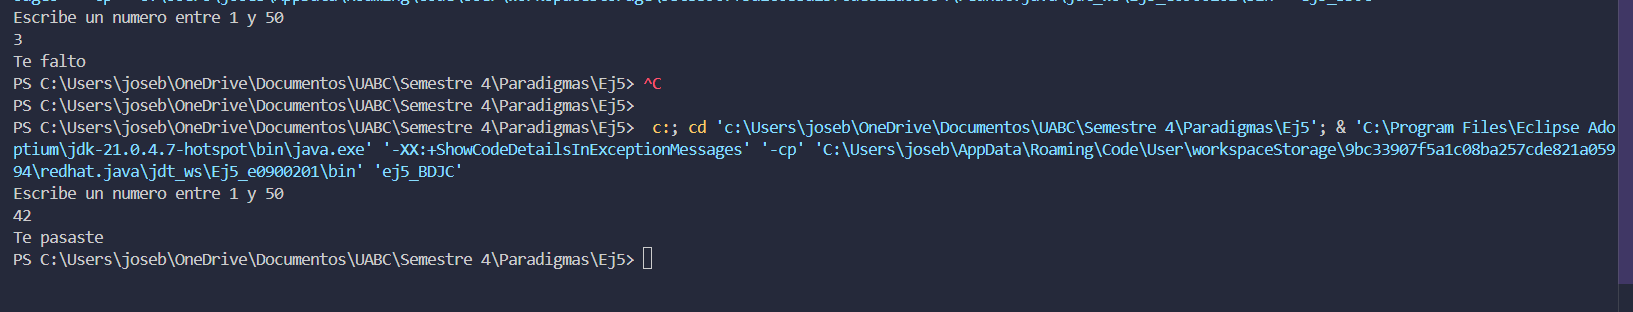 Escribe un numero entre 1 y 50
3
Te falto
PS C:\Users\joseb\OneDrive\Documentos\UABC\Semestre 4\Paradigmas\Ej5> ^C
PS C:\Users\joseb\OneDrive\Documentos\UABC\Semestre 4\Paradigmas\Ej5>
PS C:\Users\joseb\OneDrive\Documentos\UABC\Semestre 4\Paradigmas\Ej5>  c:; cd 'c:\Users\joseb\OneDrive\Documentos\UABC\Semestre 4\Paradigmas\Ej5'; & 'C:\Program Files\Eclipse Ado
ptium\jdk-21.0.4.7-hotspot\bin\java.exe' '-XX:+ShowCodeDetailsInExceptionMessages' '-cp' 'C:\Users\joseb\AppData\Roaming\Code\User\workspaceStorage\9bc33907f5a1c08ba257cde821a059
94\redhat.java\jdt_ws\Ej5_e0900201\bin' 'ej5_BDJC'
Escribe un numero entre 1 y 50
42
Te pasaste
PS C:\Users\joseb\OneDrive\Documentos\UABC\Semestre 4\Paradigmas\Ej5>